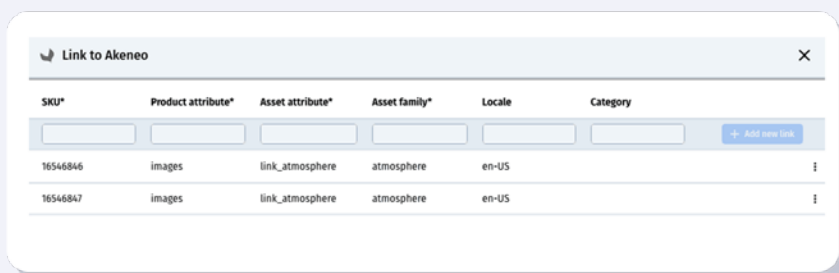 Link to Akeneo
SKU* Product attribute* Asset attribute* Asset family* Locale Category
+ Add new link
16546846 images link_atmosphere atmosphere en-US
16546847 images link_atmosphere atmosphere en-US